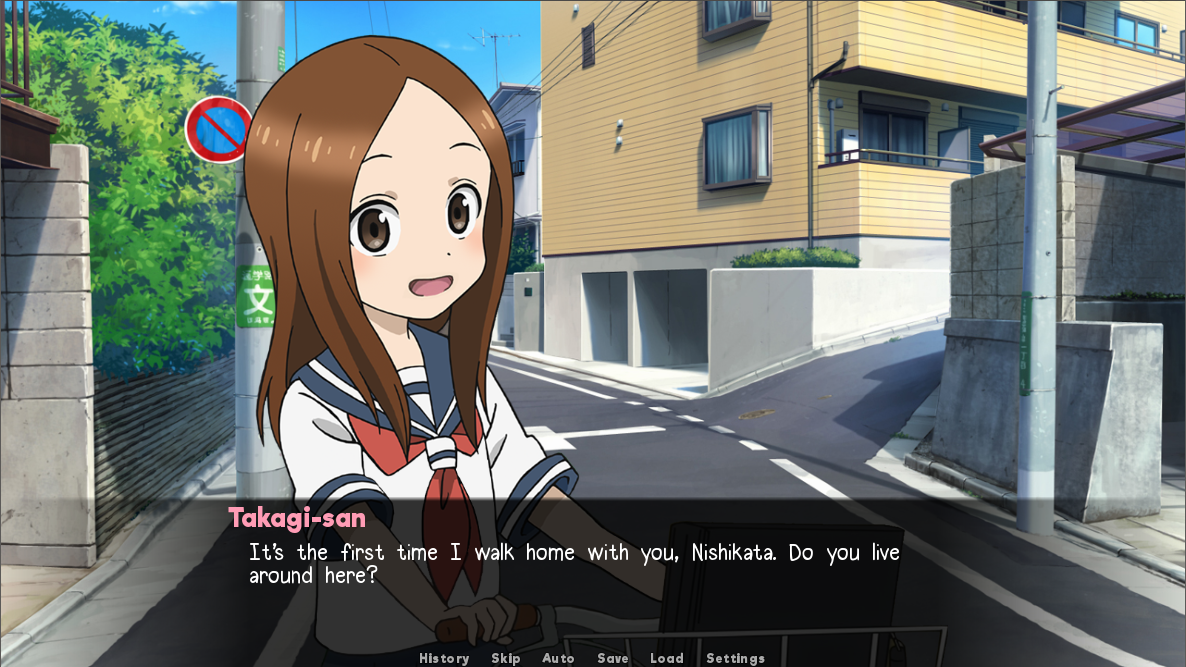 文
Takagi-san
It's the first time I walk home with you, Nishikata. Do you live
around here?
History Skip Auto Save Load Settings